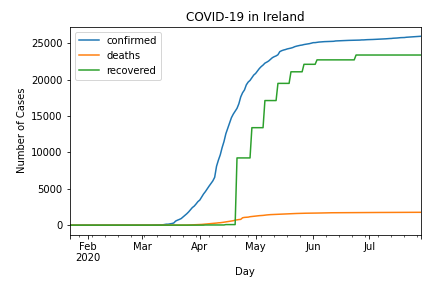 COVID-19 in Ireland
confirmed
deaths
recovered
Number of Cases
25000
20000
15000
10000
5000
0
Feb Mar Apr May Jun Jul
2020
Day